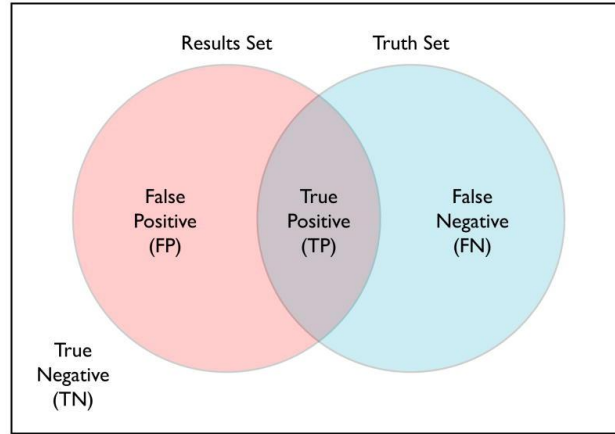 Results Set
Truth Set
False
Positive
(FP)
True
Positive
(TP)
False
Negative
(FN)
True
Negative
(TN)